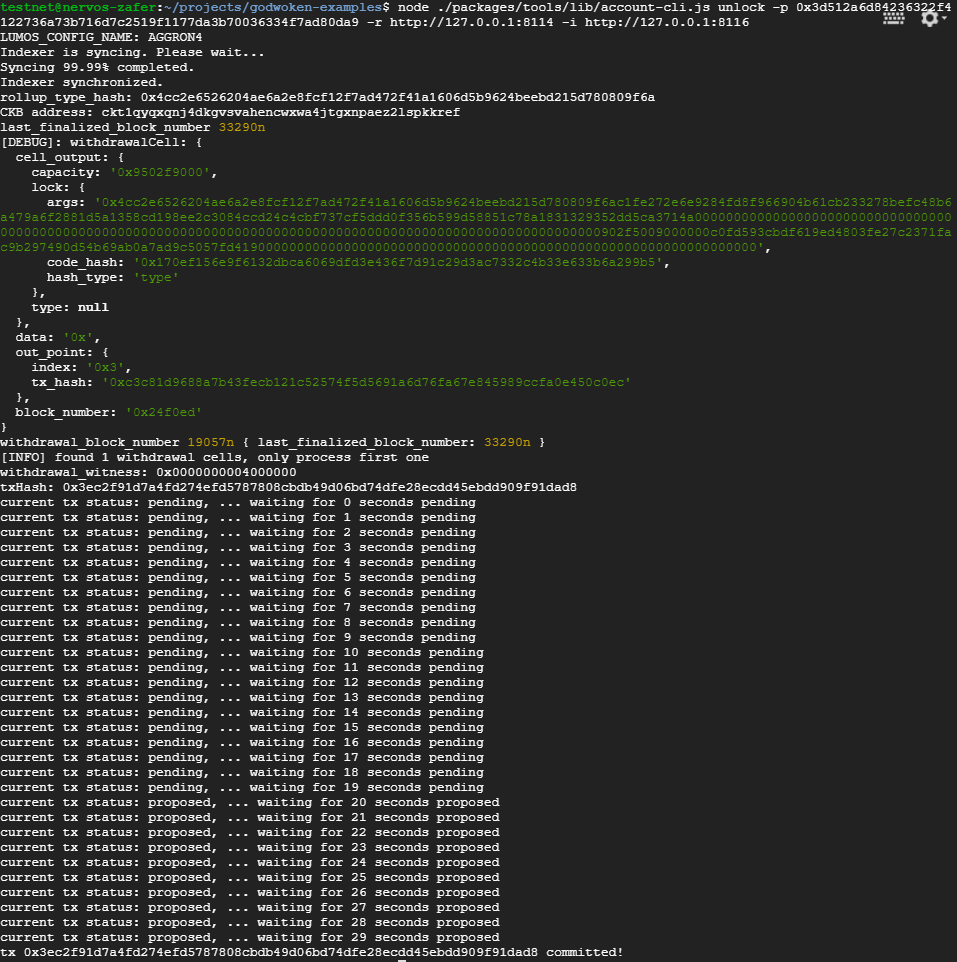 testnet@nervos-zafer:~/projects/godwoken-examples$ node ./packages/tools/lib/account-cli.js unlock -p 0x3d512a6d84236322f4
122736a73b716d7c2519f1177da3b70036334f7ad80da9 -r http://127.0.0.1:8114 -i http://127.0.0.1:8116
LUMOS_CONFIG_NAME: AGGRON4
Indexer is syncing. Please wait...
Syncing 99.99% completed.
Indexer synchronized.
rollup_type_hash: 0x4cc2e6526204ae6a2e8fcf12f7ad472f41a1606d5b9624beebd215d780809f6a
CKB address: ckt1qyqxqnj4dkgvsvahencwxwa4jtgxnpaez2lspkkref
last_finalized_block_number 33290n
[DEBUG]: withdrawalCell: {
  cell_output: {
    capacity: '0x9502f9000',
    lock: {
      args: '0x4cc2e6526204ae6a2e8fcf12f7ad472f41a1606d5b9624beebd215d780809f6ac1fe272e6e9284fd8f966904b61cb233278befc48b6
      code_hash: '0x170ef156e9f6132dbca6069dfd3e436f7d91c29d3ac7332c4b33e633b6a299b5',
      hash_type: 'type'
    },
    type: null
  },
  data: '0x',
  out_point: {
    index: '0x3',
    tx_hash: '0xc3c81d9688a7b43fecb121c52574f5d5691a6d76fa67e845989ccfa0e450c0ec'
  },
  block_number: '0x24f0ed'
}
withdrawal_block_number 19057n { last_finalized_block_number: 33290n }
[INFO] found 1 withdrawal cells, only process first one
withdrawal_witness: 0x0000000004000000
txHash: 0x3ec2f91d7a4fd274efd5787808cbdb49d06bd74dfe28ecdd45ebdd909f91dad8
current tx status: pending, ... waiting for 0 seconds pending
current tx status: pending, ... waiting for 1 seconds pending
current tx status: pending, ... waiting for 2 seconds pending
current tx status: pending, ... waiting for 3 seconds pending
current tx status: pending, ... waiting for 4 seconds pending
current tx status: pending, ... waiting for 5 seconds pending
current tx status: pending, ... waiting for 6 seconds pending
current tx status: pending, ... waiting for 7 seconds pending
current tx status: pending, ... waiting for 8 seconds pending
current tx status: pending, ... waiting for 9 seconds pending
current tx status: pending, ... waiting for 10 seconds pending
current tx status: pending, ... waiting for 11 seconds pending
current tx status: pending, ... waiting for 12 seconds pending
current tx status: pending, ... waiting for 13 seconds pending
current tx status: pending, ... waiting for 14 seconds pending
current tx status: pending, ... waiting for 15 seconds pending
current tx status: pending, ... waiting for 16 seconds pending
current tx status: pending, ... waiting for 17 seconds pending
current tx status: pending, ... waiting for 18 seconds pending
current tx status: pending, ... waiting for 19 seconds pending
current tx status: proposed, ... waiting for 20 seconds proposed
current tx status: proposed, ... waiting for 21 seconds proposed
current tx status: proposed, ... waiting for 22 seconds proposed
current tx status: proposed, ... waiting for 23 seconds proposed
current tx status: proposed, ... waiting for 24 seconds proposed
current tx status: proposed, ... waiting for 25 seconds proposed
current tx status: proposed, ... waiting for 26 seconds proposed
current tx status: proposed, ... waiting for 27 seconds proposed
current tx status: proposed, ... waiting for 28 seconds proposed
current tx status: proposed, ... waiting for 29 seconds proposed
tx 0x3ec2f91d7a4fd274efd5787808cbdb49d06bd74dfe28ecdd45ebdd909f91dad8 committed!